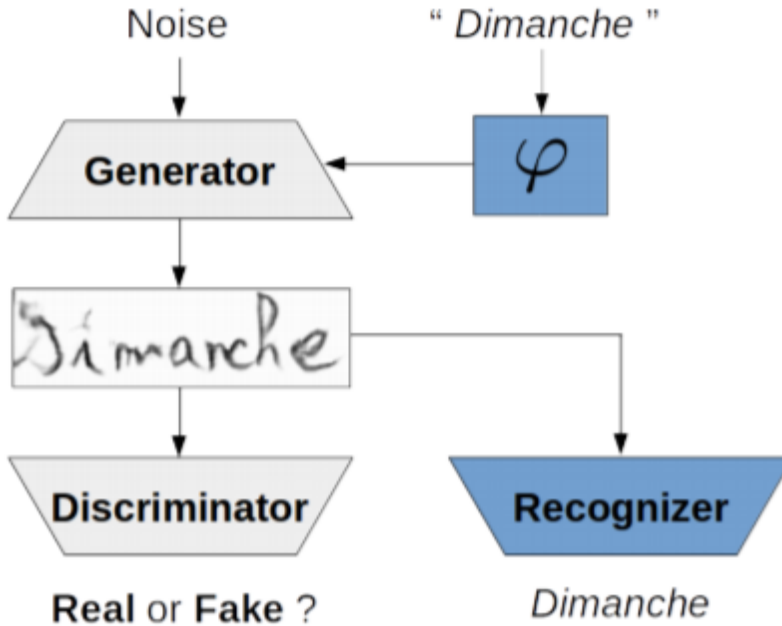 Noise “ Dimanche ”
Generator φ
Dimanche
Discriminator Recognizer
Real or Fake ? Dimanche